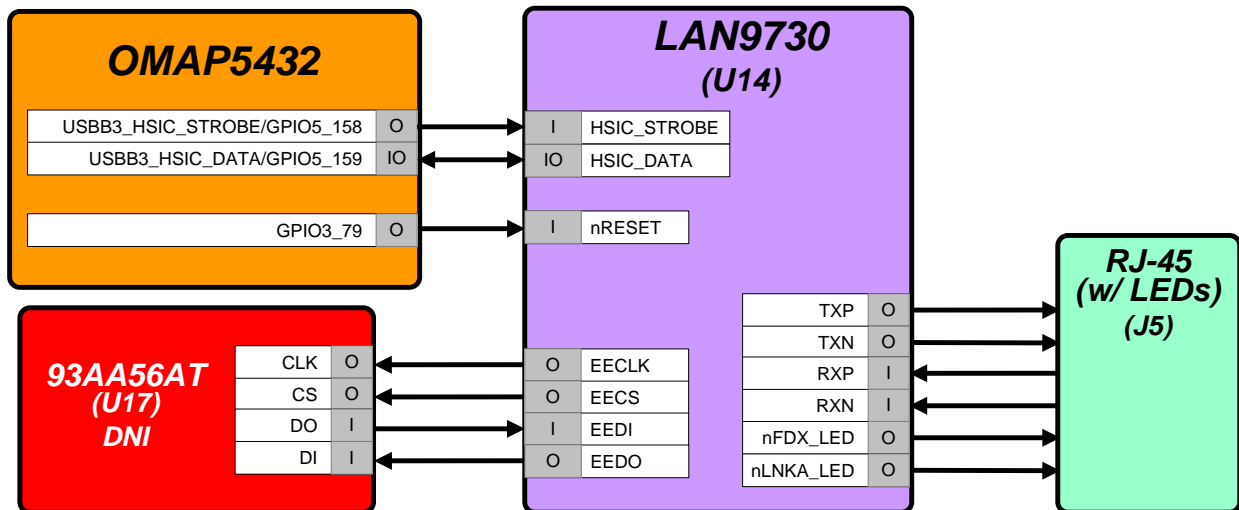 OMAP5432
USBB3_HSIC_STROBE/GPIO5_158 O
USBB3_HSIC_DATA/GPIO5_159 IO
GPIO3_79 O
LAN9730
(U14)
I HSIC_STROBE
IO HSIC_DATA
I nRESET
93AA56AT
(U17)
DNI
CLK O
CS O
DO I
DI I
O EECLK
O EECS
I EEDI
O EEDO
TXP O
TXN O
RXP I
RXN I
nFDX_LED O
nLNKA_LED O
RJ-45
(w/ LEDs)
(J5)